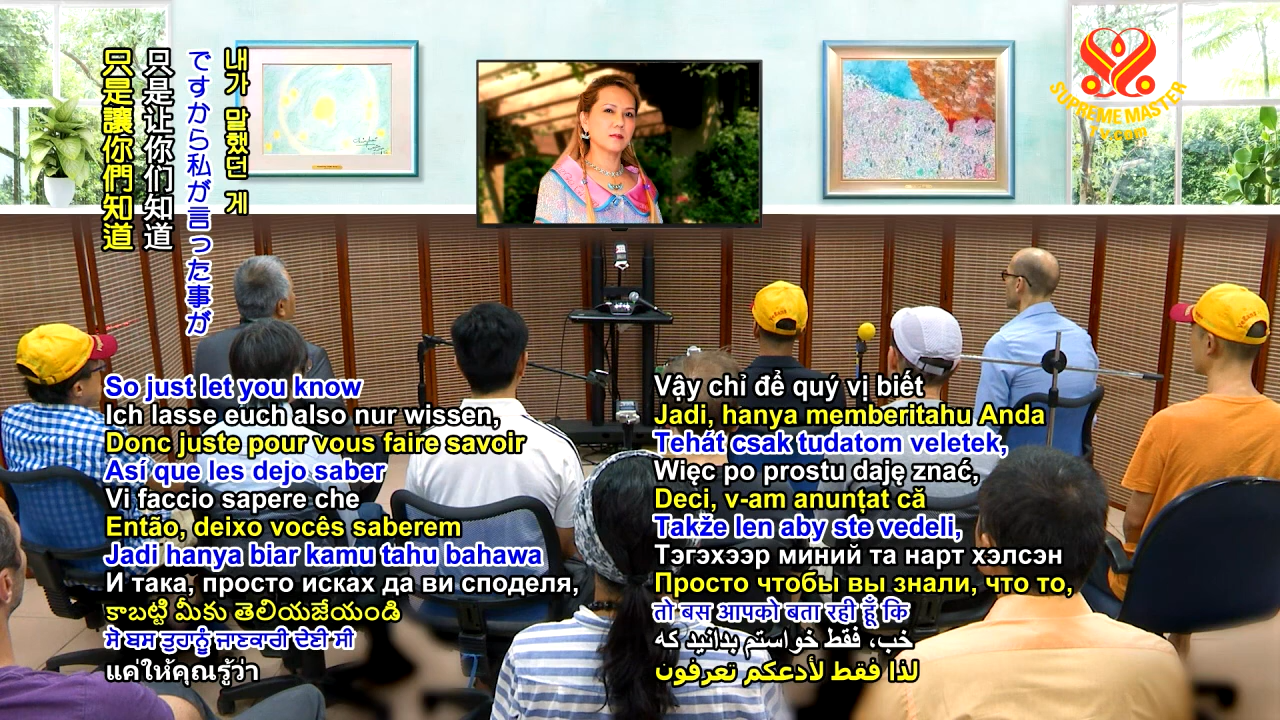 只是讓你們知道
只是让你们知道
ですから私が言った事が
내가 말했던 게
SUPREME MASTER
TV.com
So just let you know
Ich lasse euch also nur wissen,
Donc juste pour vous faire savoir
Así que les dejo saber
Vi faccio sapere che
Então, deixo vocês saberem
Jadi hanya biar kamu tahu bahawa
И така, просто исках да ви споделя,
కాబట్టి మీకు తెలియజేయండి
ਸੋ ਬਸ ਤੁਹਾਨੂੰ ਜਾਣਕਾਰੀ ਦੇਣੀ ਸੀ
แค่ให้คุณรู้ว่า
Vậy chỉ để quý vị biết
Jadi, hanya memberitahu Anda
Tehát csak tudatom veletek,
Więc po prostu daję znać,
Deci, v-am anunțat că
Takže len aby ste vedeli,
Тэгэхээр миний та нарт хэлсэн
Просто чтобы вы знали, что то,
तो बस आपको बता रही हूँ कि
خب، فقط خواستم بدانید که
لذا فقط لأدعكم تعرفون